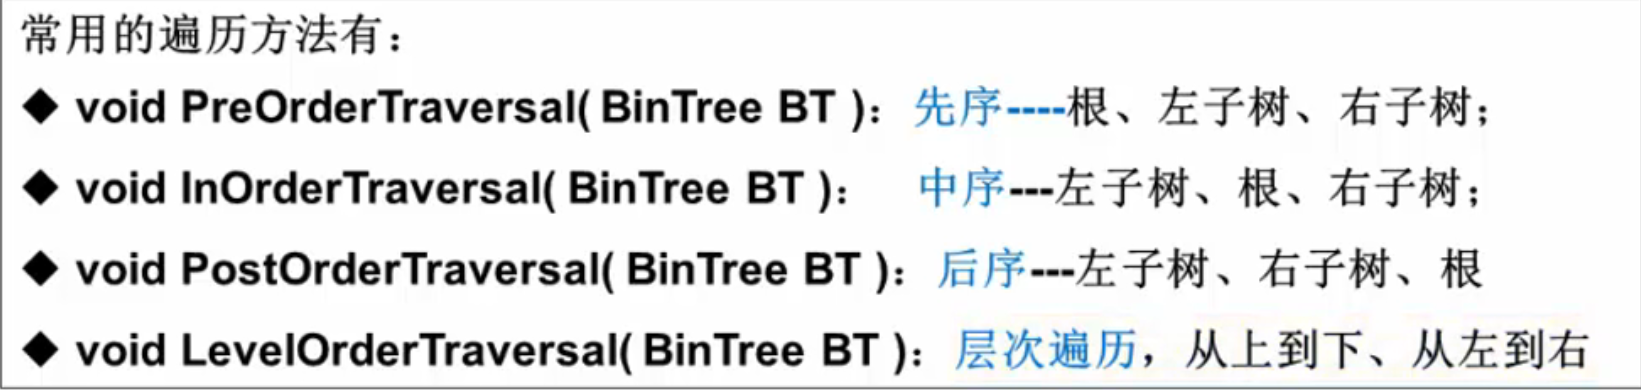 常用的遍历方法有：
◆ void PreOrderTraversal( BinTree BT )：先序----根、左子树、右子树；
◆ void InOrderTraversal( BinTree BT )： 中序---左子树、根、右子树；
◆ void PostOrderTraversal( BinTree BT )：后序---左子树、右子树、根
◆ void LevelOrderTraversal( BinTree BT )：层次遍历，从上到下、从左到右